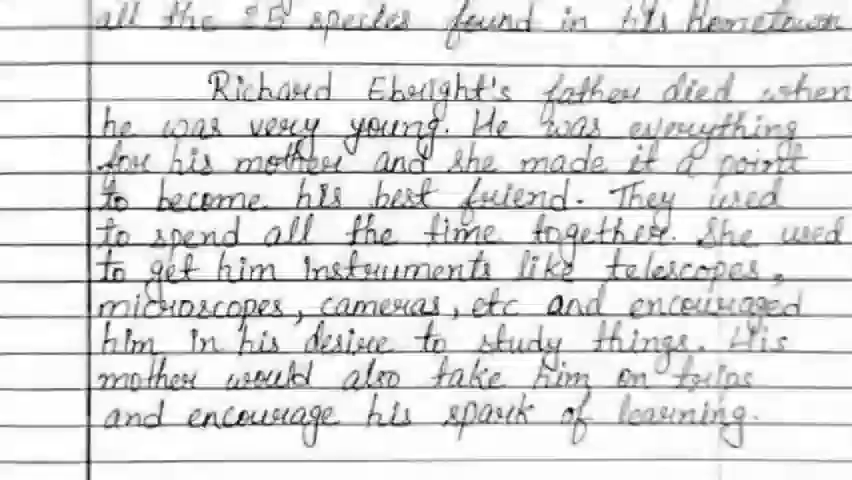 all the 25 species found in his Hometown
Richard Ebright's father died when
he was very young. He was everything
for his mother and she made it a point
to become his best friend. They used
to spend all the time together. She used
to get him instruments like telescopes,
microscopes, cameras, etc and encouraged
him in his desire to study things. His
mother would also take him on trips
and encourage his spark of learning.